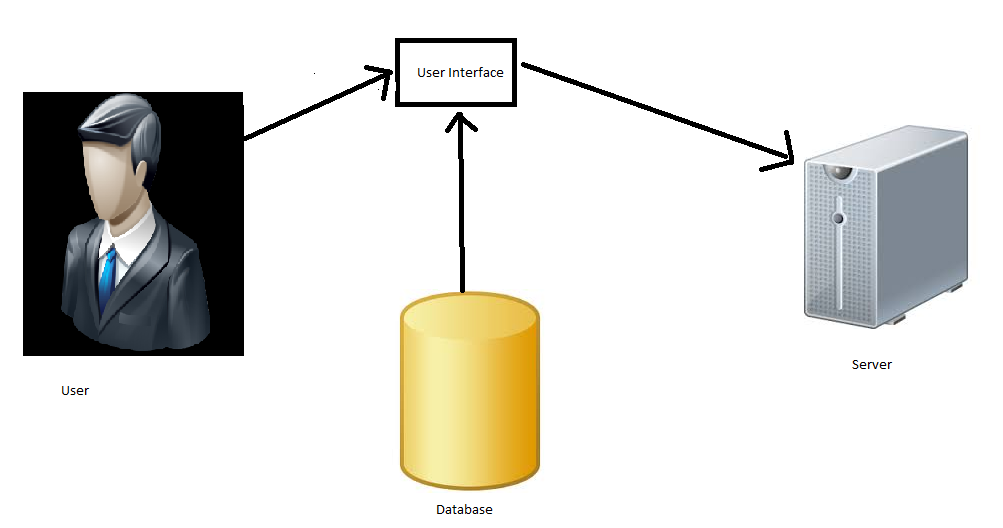 User Interface
User
Server
Database